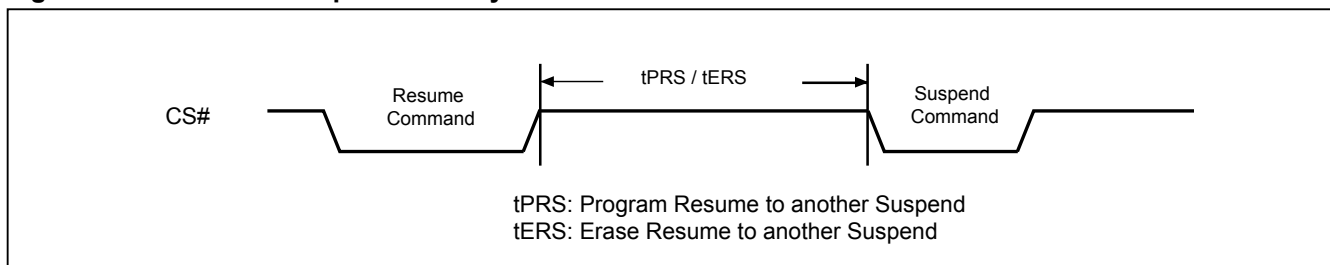 tPRS / tERS
CS#
Resume
Command
Suspend
Command
tPRS: Program Resume to another Suspend
tERS: Erase Resume to another Suspend